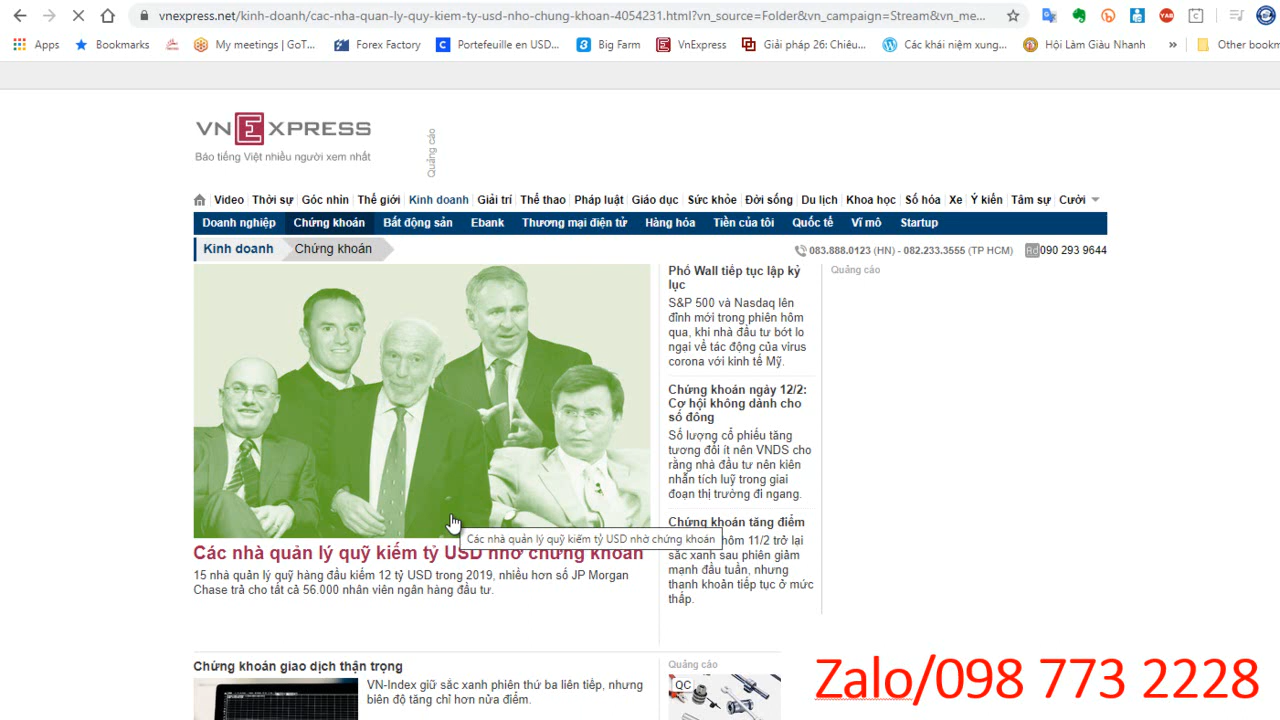 vnexpress.net/kinh-doanh/cac-nha-quan-ly-quy-kiem-ty-usd-nho-chung-khoan-4054231.html?vn_source=Folder&vn_campaign=Stream&vn_me...
Apps Bookmarks My meetings | GoT... Forex Factory Portefeuille en USD... Big Farm VnExpress Giải pháp 26: Chiêu... Các khái niệm xung... Hội Làm Giàu Nhanh » Other bookm
VNEXPRESS
Báo tiếng Việt nhiều người xem nhất
Quảng cáo
Video Thời sự Góc nhìn Thế giới Kinh doanh Giải trí Thể thao Pháp luật Giáo dục Sức khỏe Đời sống Du lịch Khoa học Số hóa Xe Ý kiến Tâm sự Cười
Doanh nghiệp Chứng khoán Bất động sản Ebank Thương mại điện tử Hàng hóa Tiền của tôi Quốc tế Vĩ mô Startup
Kinh doanh Chứng khoán
083.888.0123 (HN) - 082.233.3555 (TP HCM) Ad 090 293 9644
Các nhà quản lý quỹ kiếm tỷ USD nhờ chứng khoán
Các nhà quản lý quỹ kiếm tỷ USD nhờ chứng khoán
15 nhà quản lý quỹ hàng đầu kiếm 12 tỷ USD trong 2019, nhiều hơn số JP Morgan
Chase trả cho tất cả 56.000 nhân viên ngân hàng đầu tư.
Phố Wall tiếp tục lập kỷ
lục
S&P 500 và Nasdaq lên
đỉnh mới trong phiên hôm
qua, khi nhà đầu tư bớt lo
ngại về tác động của virus
corona với kinh tế Mỹ.
Chứng khoán ngày 12/2:
Cơ hội không dành cho
số đông
Số lượng cổ phiếu tăng
tương đối ít nên VNDS cho
rằng nhà đầu tư nên kiên
nhẫn tích luỹ trong giai
đoạn thị trường đi ngang.
Chứng khoán tăng điểm
hôm 11/2 trở lại
sắc xanh sau phiên giảm
mạnh đầu tuần, nhưng
thanh khoản tiếp tục ở mức
thấp.
Quảng cáo
Chứng khoán giao dịch thận trọng
VN-Index giữ sắc xanh phiên thứ ba liên tiếp, nhưng
biên độ tăng chỉ hơn nửa điểm.
Quảng cáo
OC
Zalo/098 773 2228